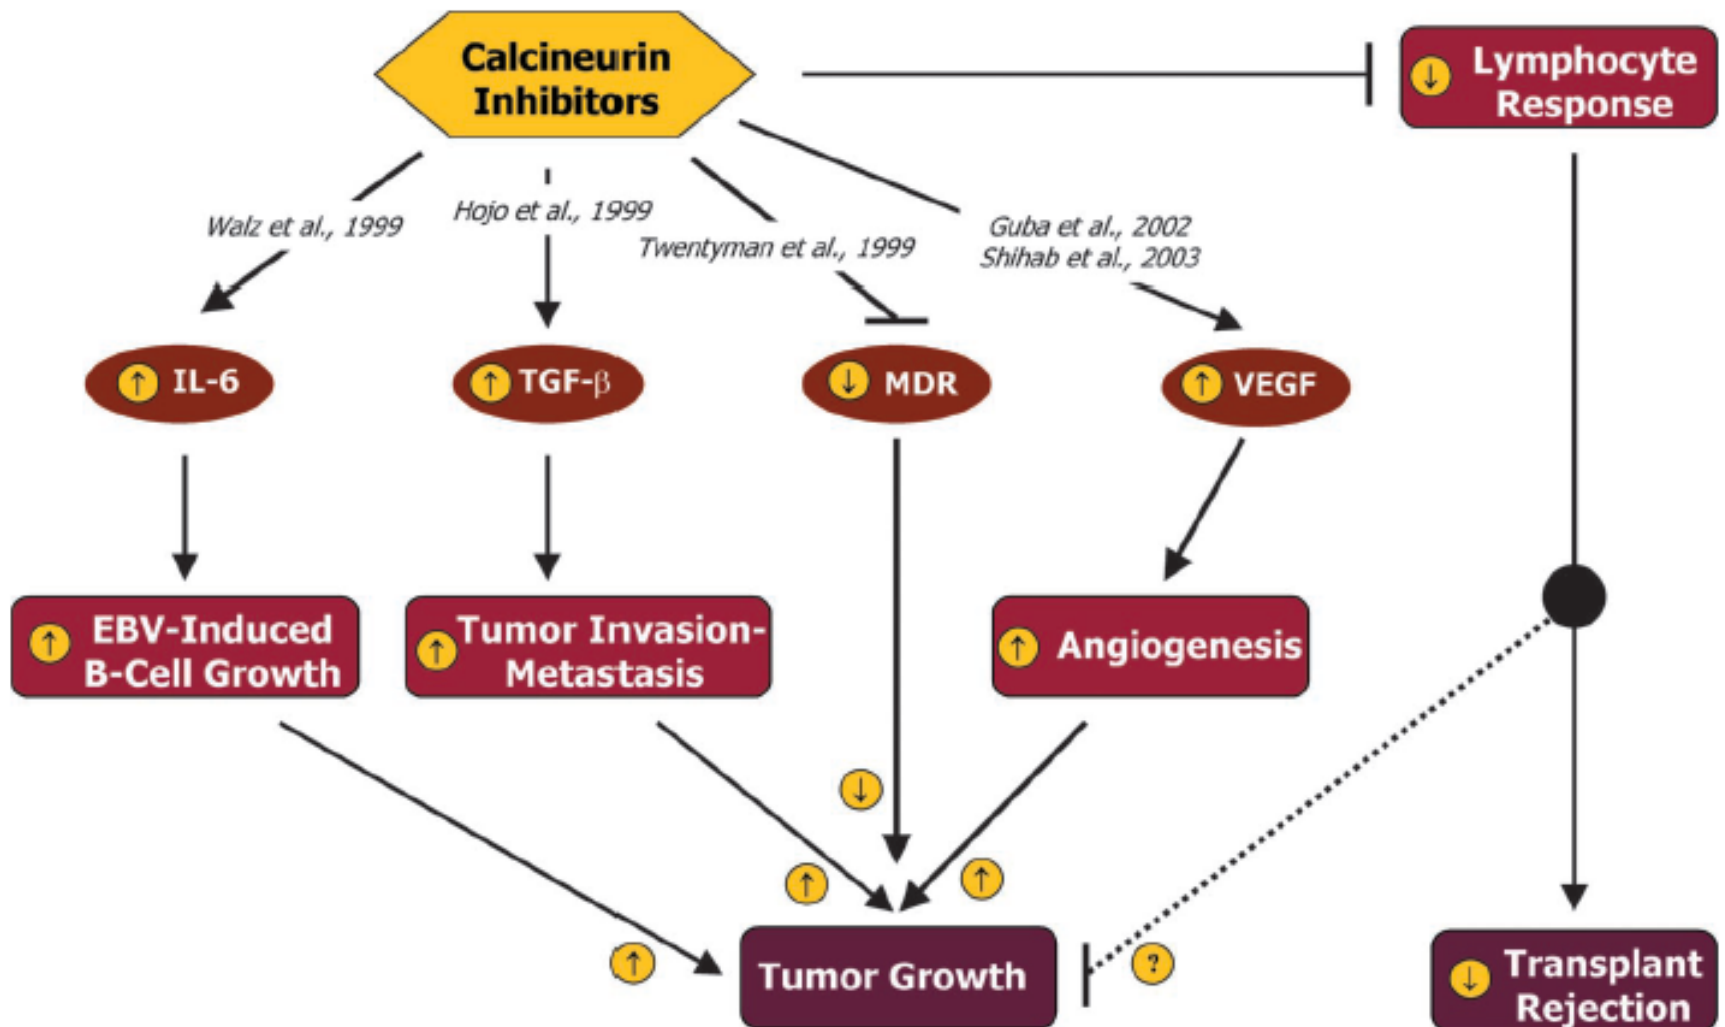 Calcineurin
Inhibitors
↓ Lymphocyte
Response
Walz et al., 1999
Hojo et al., 1999
Twentyman et al., 1999
Guba et al., 2002
Shihab et al., 2003
↑ IL-6
↑ TGF-β
↓ MDR
↑ VEGF
↑ EBV-Induced
B-Cell Growth
↑ Tumor Invasion-
Metastasis
↑ Angiogenesis
↓
↑
↑
↑
?
Tumor Growth
↓ Transplant
Rejection